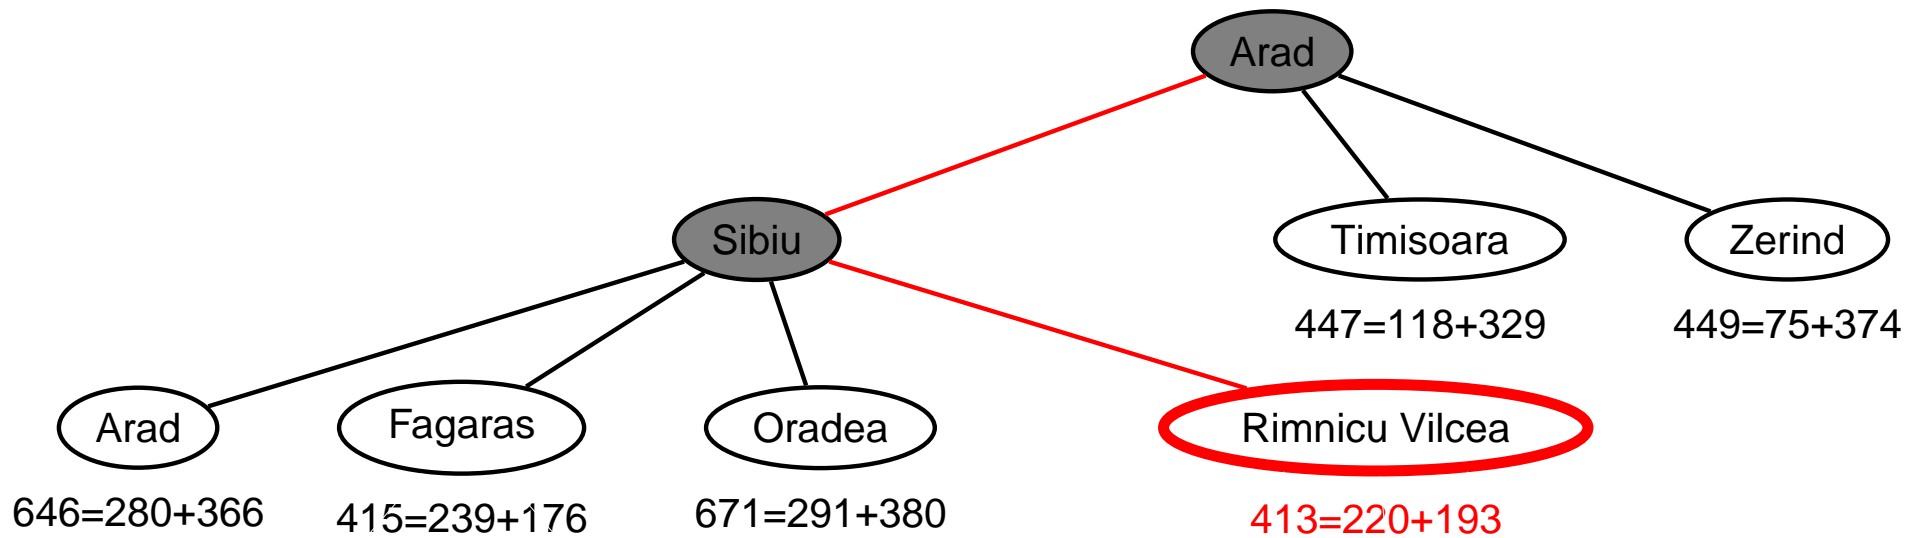 Arad
Sibiu
Timisoara
Zerind
447=118+329
449=75+374
Arad
Fagaras
Oradea
Rimnicu Vilcea
646=280+366
415=239+176
671=291+380
413=220+193